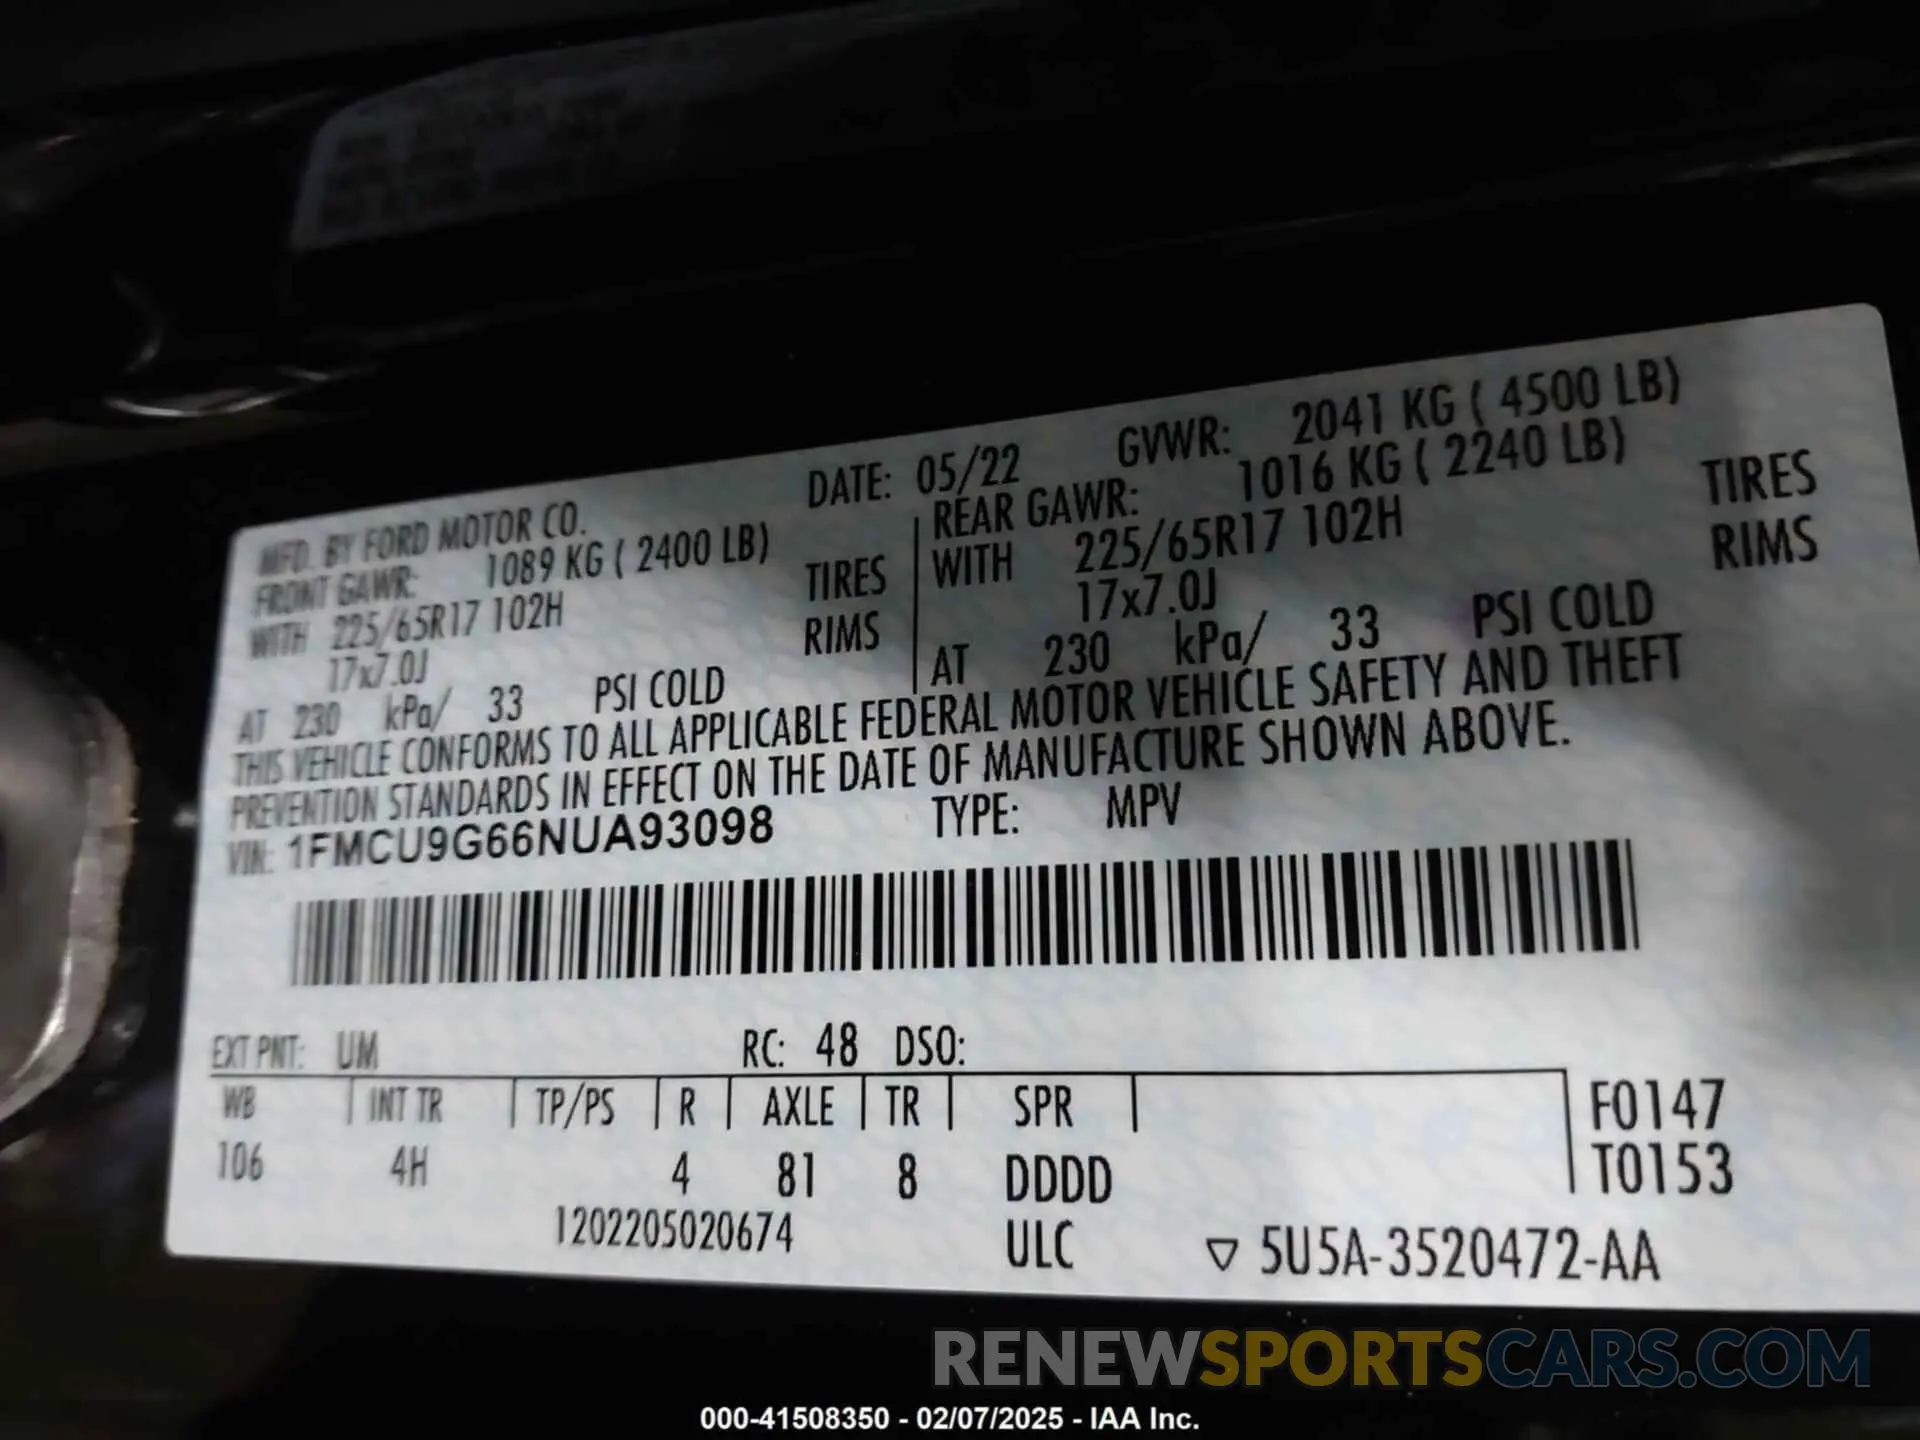 MFD. BY FORD MOTOR CO. DATE: 05/22 GVWR: 2041 KG ( 4500 LB)
FRONT GAWR: 1089 KG ( 2400 LB) REAR GAWR: 1016 KG ( 2240 LB)
WITH 225/65R17 102H TIRES WITH 225/65R17 102H TIRES
17x7.0J RIMS 17x7.0J RIMS
AT 230 kPa/ 33 PSI COLD AT 230 kPa/ 33 PSI COLD
THIS VEHICLE CONFORMS TO ALL APPLICABLE FEDERAL MOTOR VEHICLE SAFETY AND THEFT
PREVENTION STANDARDS IN EFFECT ON THE DATE OF MANUFACTURE SHOWN ABOVE.
VIN: 1FMCU9G66NUA93098 TYPE: MPV
EXT PNT: UM RC: 48 DSO:
WB INT TR TP/PS R AXLE TR SPR F0147
106 4H 4 81 8 DDDD T0153
1202205020674 ULC ▽ 5U5A-3520472-AA
RENEWSPORTSCARS.COM
000-41508350 - 02/07/2025 - IAA Inc.